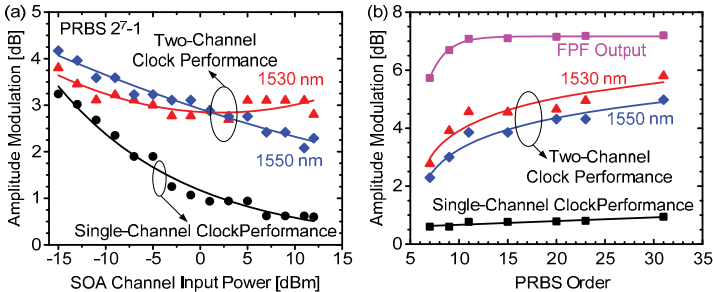 (a)
PRBS 2⁷-1
Two-Channel
Clock Performance
1530 nm
1550 nm
Single-Channel ClockPerformance
Amplitude Modulation [dB]
5
4
3
2
1
0
-15
-10
-5
0
5
10
15
SOA Channel Input Power [dBm]
(b)
FPF Output
1530 nm
1550 nm
Two-Channel
Clock Performance
Single-Channel ClockPerformance
Amplitude Modulation [dB]
8
6
4
2
0
5
10
15
20
25
30
35
PRBS Order